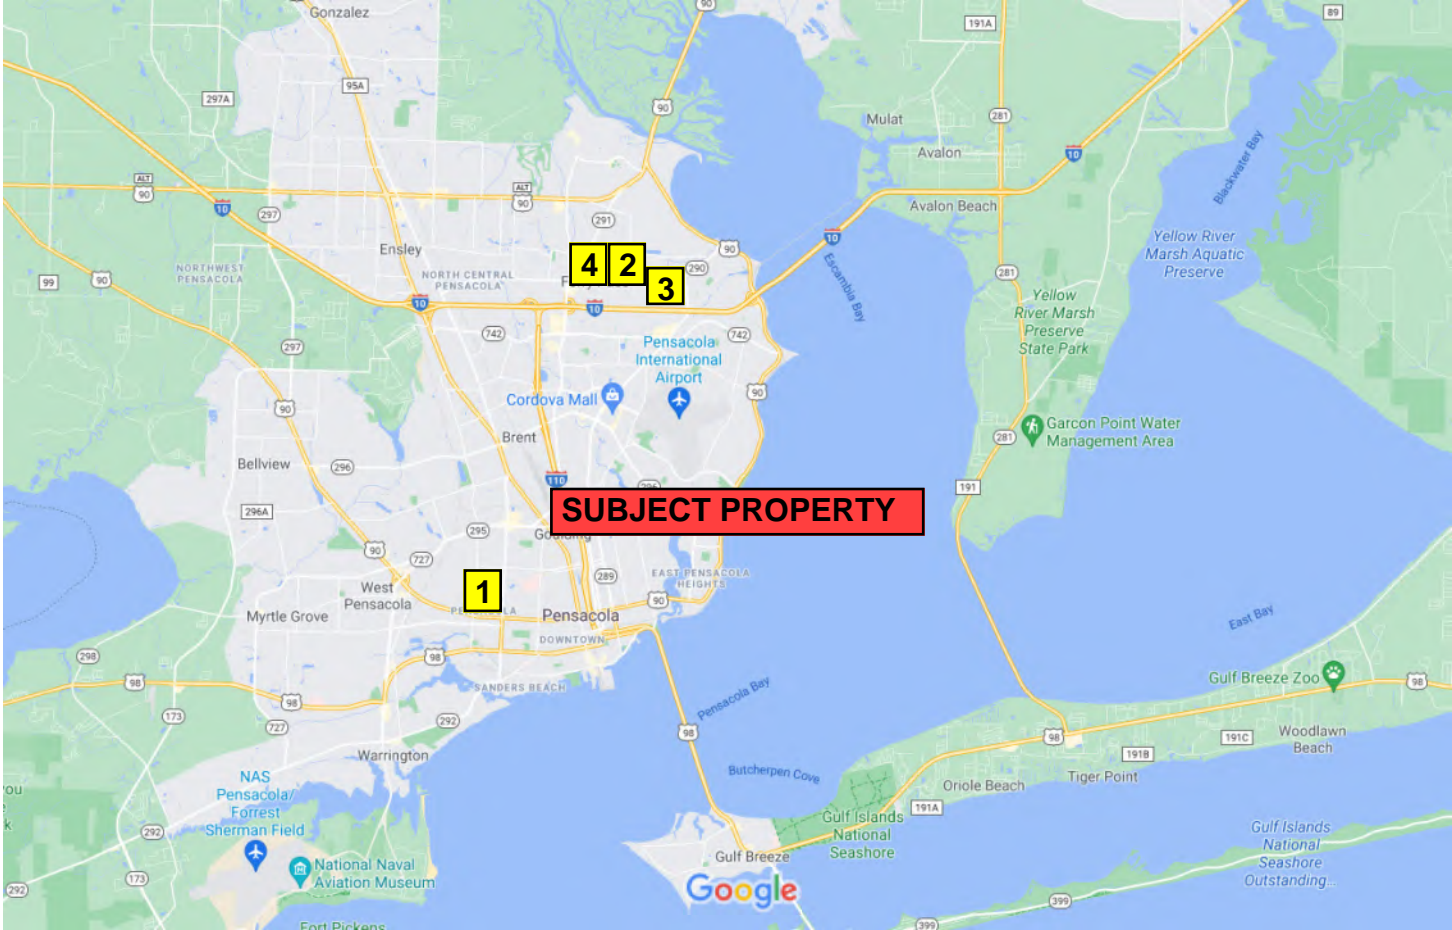 Gonzalez
90
191A
89
297A
95A
90
281
Mulat
10
Avalon
Blackwater Bay
ALT
90
ALT
90
10
297
291
Avalon Beach
10
Ensley
90
Yellow River
Marsh Aquatic
Preserve
NORTHWEST
PENSACOLA
99
90
NORTH CENTRAL
PENSACOLA
4
2
3
290
281
Escambia Bay
10
10
Yellow
River Marsh
Preserve
State Park
742
742
297
Pensacola
International
Airport
Cordova Mall
90
90
Brent
Garcon Point Water
Management Area
281
Bellview
296
110
191
296A
SUBJECT PROPERTY
295
90
727
289
EAST PENSACOLA
HEIGHTS
West
Pensacola
1
90
Myrtle Grove
Pensacola
DOWNTOWN
East Bay
298
98
98
SANDERS BEACH
Pensacola Bay
Gulf Breeze Zoo
98
98
173
727
292
98
98
191C
Woodlawn
Beach
Warrington
191B
Butcherpen Cove
Tiger Point
Oriole Beach
NAS
Pensacola/
Forrest
Sherman Field
191A
Gulf Islands
National
Seashore
292
Gulf Islands
National
Seashore
Outstanding...
Gulf Breeze
National Naval
Aviation Museum
173
292
Google
399
399
Fort Pickens